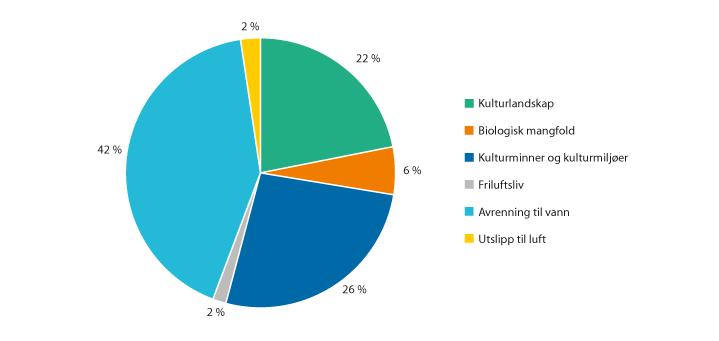 2 %
22 %
42 %
6 %
26 %
2 %
Kulturlandskap
Biologisk mangfold
Kulturminner og kulturmiljøer
Friluftsliv
Avrenning til vann
Utslipp til luft